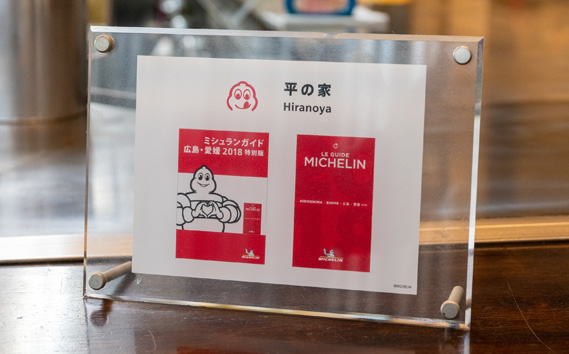 平の家
Hiranoya
ミシュランガイド
広島・愛媛 2018 特別版
MICHELIN
LE GUIDE
MICHELIN
MICHELIN